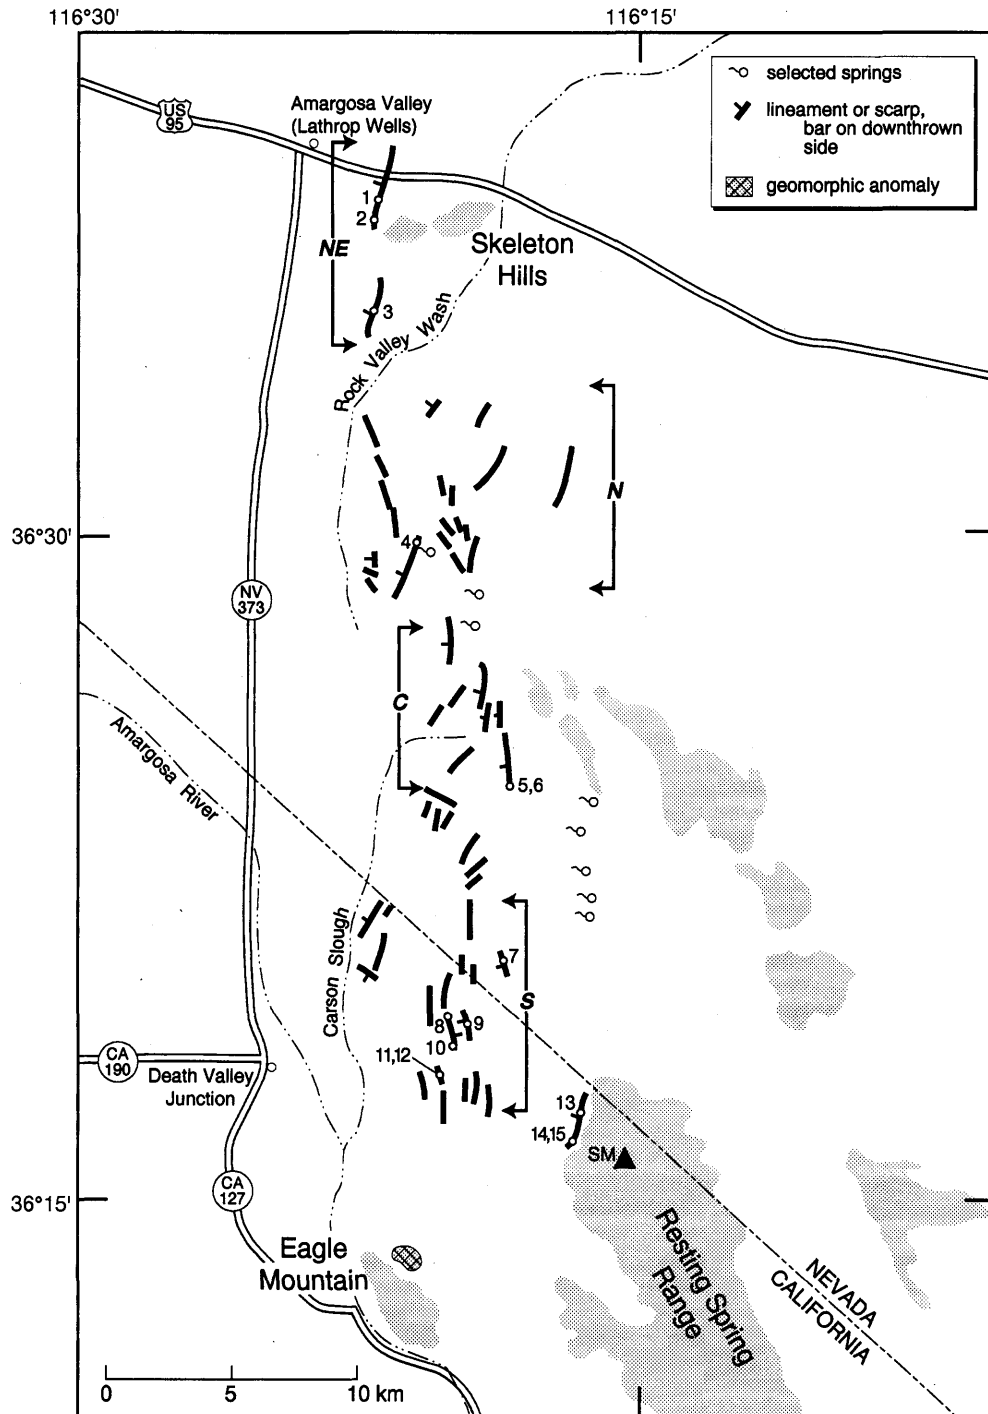 116°30'
116°15'
selected springs
lineament or scarp,
bar on downthrown
side
geomorphic anomaly
US
95
Amargosa Valley
(Lathrop Wells)
1
2
NE
Skeleton
Hills
3
Rock Valley Wash
N
36°30'
4
NV
373
C
Amargosa River
5,6
Carson Slough
7
S
8
9
10
11,12
CA
190
Death Valley
Junction
13
14,15
SM
36°15'
CA
127
Eagle
Mountain
Resting Spring
Range
NEVADA
CALIFORNIA
0
5
10 km